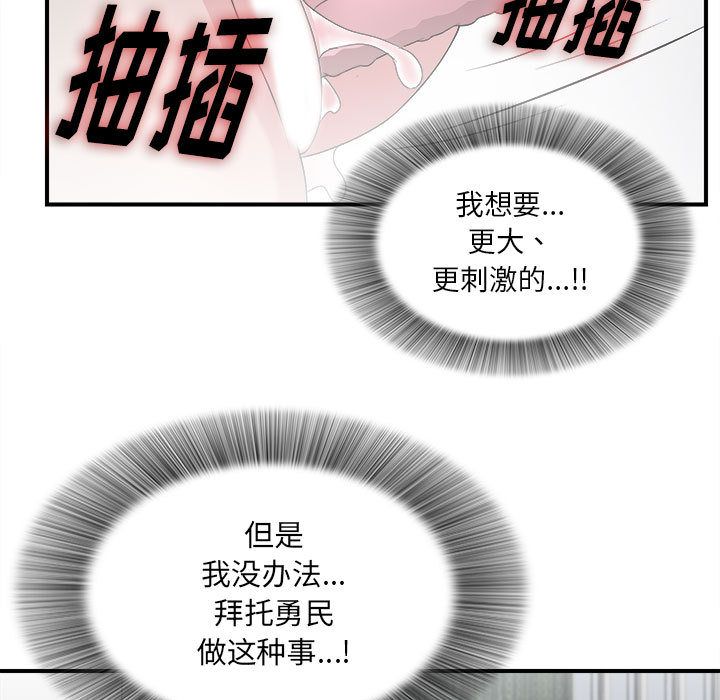 抽插
抽插
我想要…
更大、
更刺激的…!!
但是
我没办法…
拜托勇民
做这种事…!